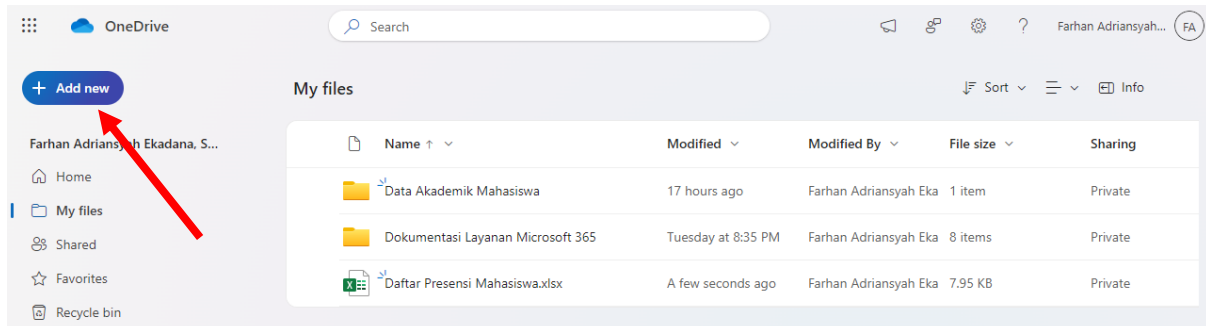 OneDrive
Search
Farhan Adriansyah... FA
+ Add new
My files
Sort
Info
Farhan Adriansyah Ekadana, S...
Name ↑ Modified Modified By File size Sharing
Home
Data Akademik Mahasiswa 17 hours ago Farhan Adriansyah Eka 1 item Private
My files
Dokumentasi Layanan Microsoft 365 Tuesday at 8:35 PM Farhan Adriansyah Eka 8 items Private
Shared
Favorites
Daftar Presensi Mahasiswa.xlsx A few seconds ago Farhan Adriansyah Eka 7.95 KB Private
Recycle bin